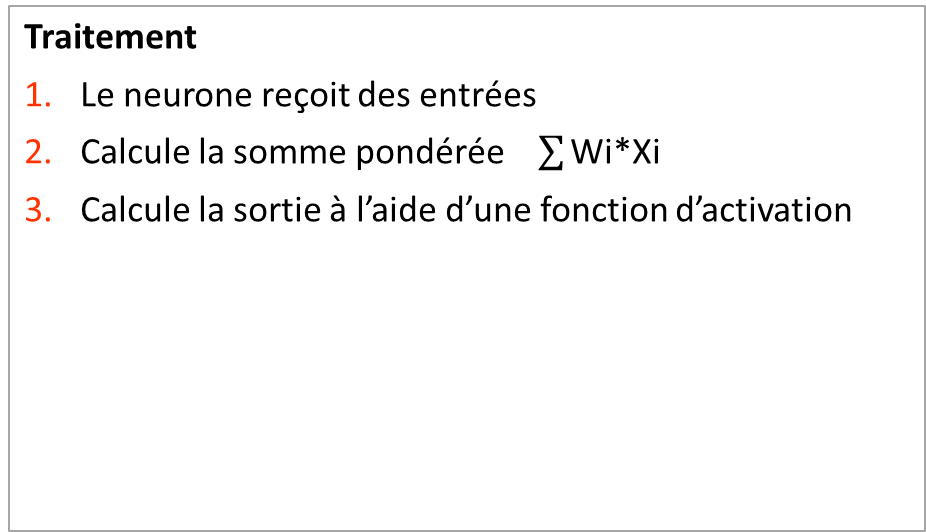 Traitement
1. Le neurone reçoit des entrées
2. Calcule la somme pondérée ∑ Wi*Xi
3. Calcule la sortie à l’aide d’une fonction d’activation